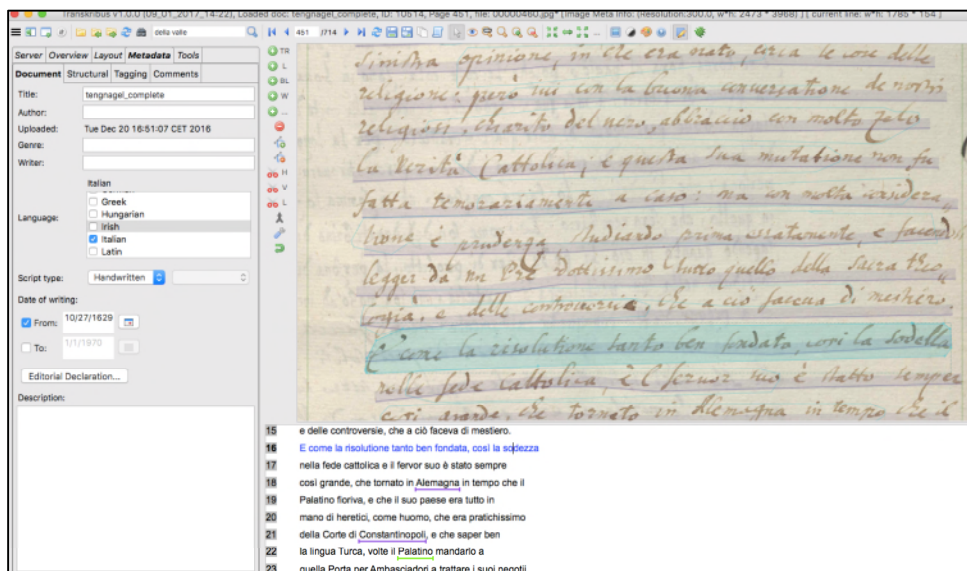 Transkribus v1.0.0 (09_01_2017_14:22), Loaded doc: tengnagel_complete, ID: 10514, Page 451, file: 00000460.jpg* [Image Meta Info: (Resolution:300.0, w*h: 2473 * 3968) ] [ current line: w*h: 1765 * 154 ]
della valle
451 /714
Server Overview Layout Metadata Tools
Document Structural Tagging Comments
Title: tengnagel_complete
Author:
Uploaded: Tue Dec 20 16:51:07 CET 2016
Genre:
Writer:
Italian
Language:
Greek
Hungarian
Irish
Italian
Latin
Script type: Handwritten
Date of writing:
From: 10/27/1629
To: 1/1/1970
Editorial Declaration...
Description:
TR
L
BL
W
...
H
V
L
sinistra opinione, in che era nato, circa le cose delle
religione; però qui con la buona conversatione de nostri
religiosi, chiarito del vero, abbracciò con molto zelo
la Verità Cattolica; e questa sua mutatione non fu
fatta temerariamente a caso: ma con molta considera„
tione è prudenza, studiando prima esatamente, e facendosi
legger da un Pre dottissimo tutto quello della sacra theo„
logia, e delle controversie, che a ciò faceva di mestiero.
E come la risolutione tanto ben fondata, così la sodezza
nella fede cattolica, è l fervor suo è stato sempre
così grande, che tornato in Alemagna in tempo che il
15 e delle controversie, che a ciò faceva di mestiero.
16 E come la risolutione tanto ben fondata, così la sodezza
17 nella fede cattolica e il fervor suo è stato sempre
18 così grande, che tornato in Alemagna in tempo che il
19 Palatino fioriva, e che il suo paese era tutto in
20 mano di heretici, come huomo, che era pratichissimo
21 della Corte di Constantinopoli, e che saper ben
22 la lingua Turca, volte il Palatino mandarlo a
23 quella Porta per Ambasciadori a trattare i suoi negotii